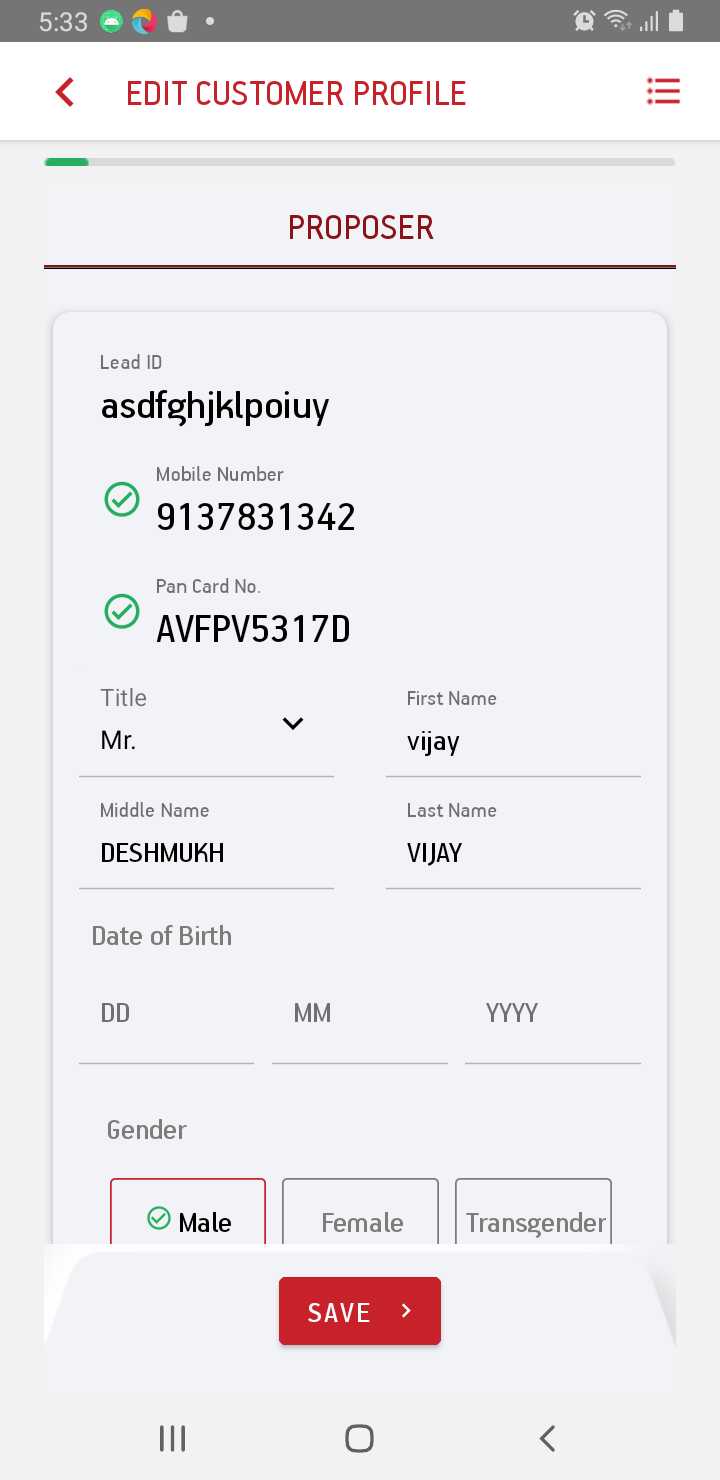 5:33
EDIT CUSTOMER PROFILE
PROPOSER
Lead ID
asdfghjklpoiuy
Mobile Number
9137831342
Pan Card No.
AVFPV5317D
Title
Mr.
First Name
vijay
Middle Name
DESHMUKH
Last Name
VIJAY
Date of Birth
DD MM YYYY
Gender
Male Female Transgender
SAVE